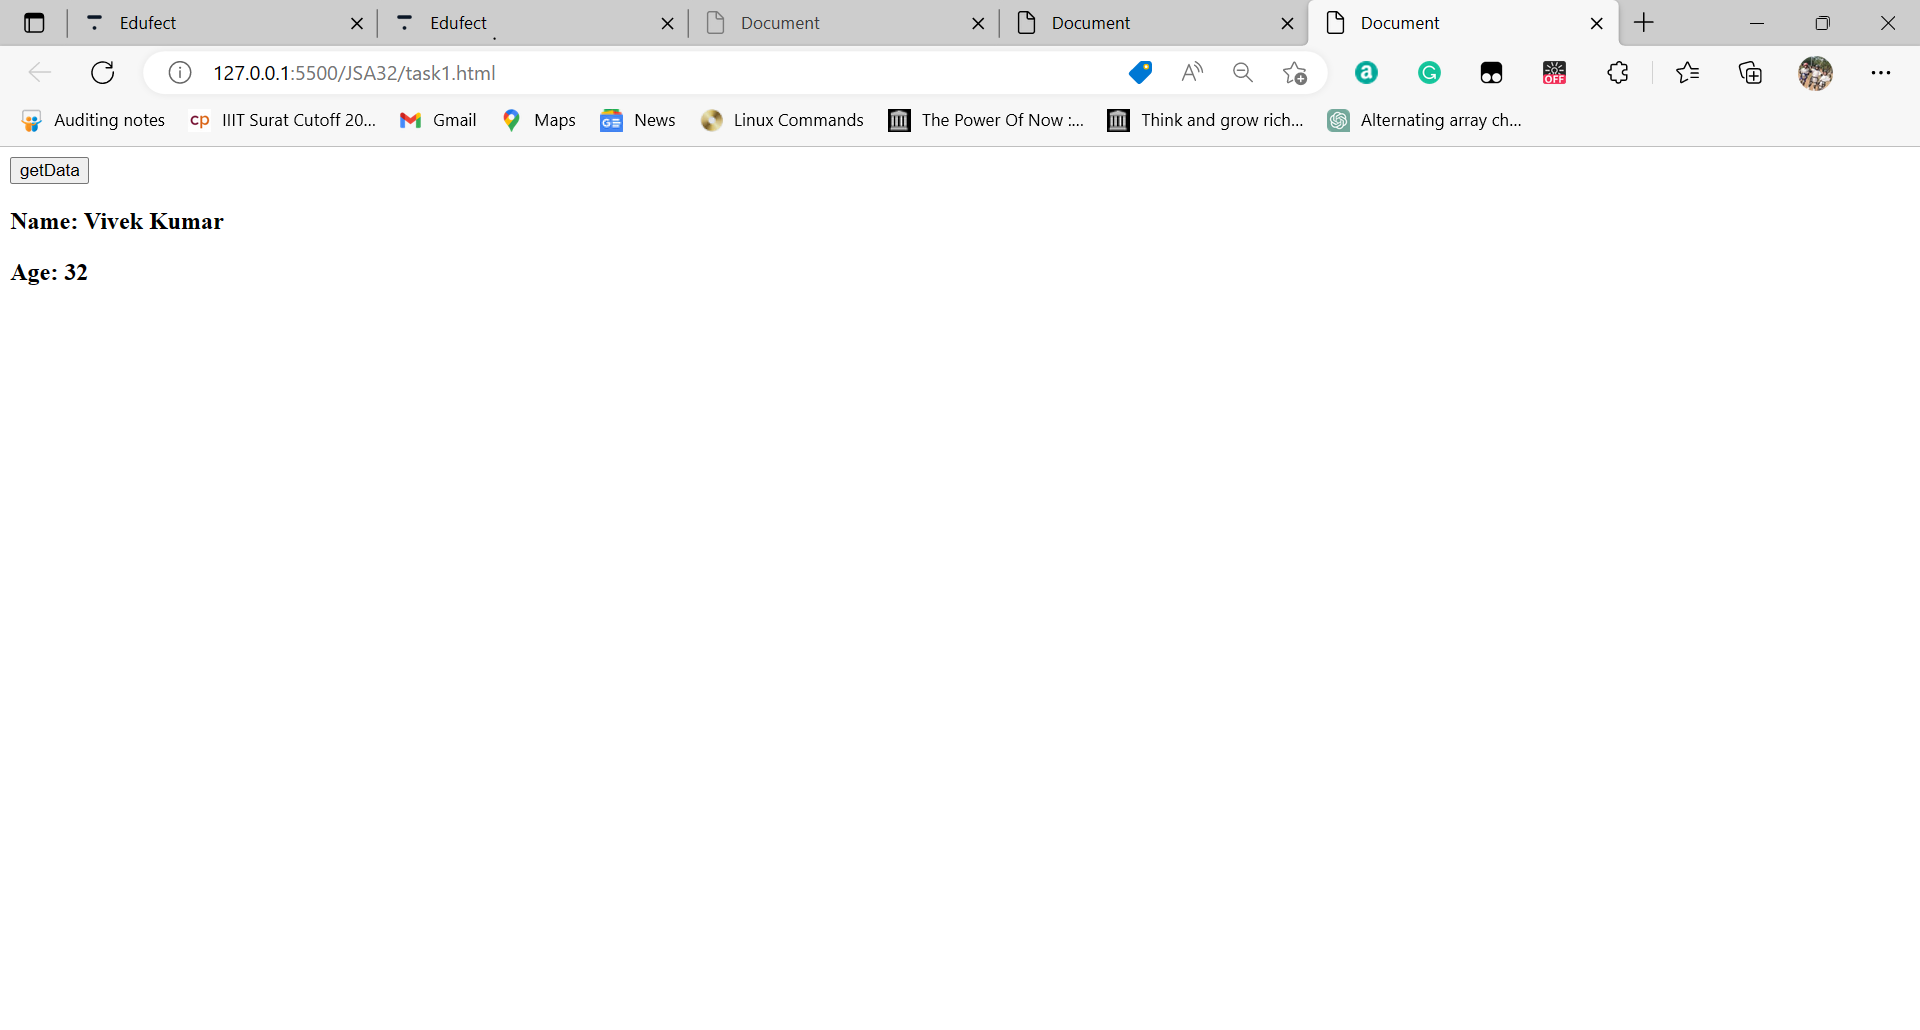 Edufect
Edufect
Document
Document
Document
127.0.0.1:5500/JSA32/task1.html
A
a
G
OFF
Auditing notes
cp IIIT Surat Cutoff 20...
Gmail
Maps
GE News
Linux Commands
The Power Of Now :...
Think and grow rich...
Alternating array ch...
getData
Name: Vivek Kumar
Age: 32